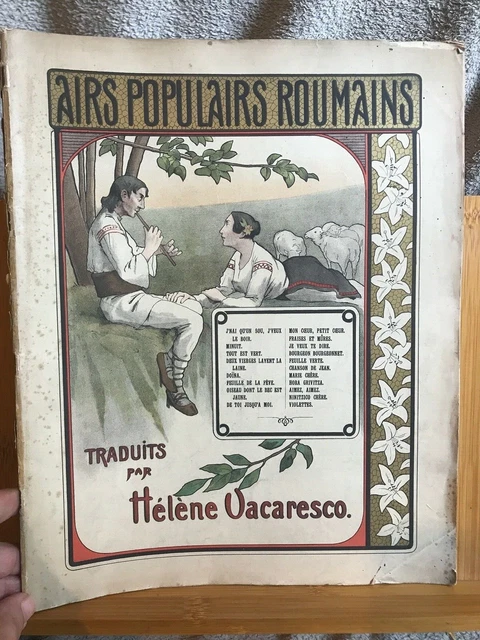 AIRS POPULAIRS ROUMAINS
J'AI QU'UN SOU, J'VEUX
LE BOIR.
MINUIT.
TOUT EST VERT.
DEUX VIERGES LAVENT LA
LAINE.
DOÏNA.
FEUILLE DE LA FÈVE.
OISEAU DONT LE BEC EST
JAUNE.
DE TOI JUSQU'A MOI.
MON CŒUR, PETIT CŒUR.
FRAISES ET MÛRES.
JE VEUX TE DIRE.
BOURGEON BOURGEONNET.
FEUILLE VERTE.
CHANSON DE JEAN.
MARIE CHÈRE.
HORA GRIVITZA.
AIMEZ, AIMEZ.
NINITZICO CHÈRE.
VIOLETTES.
TRADUITS
PAR
Hélène Vacaresco.